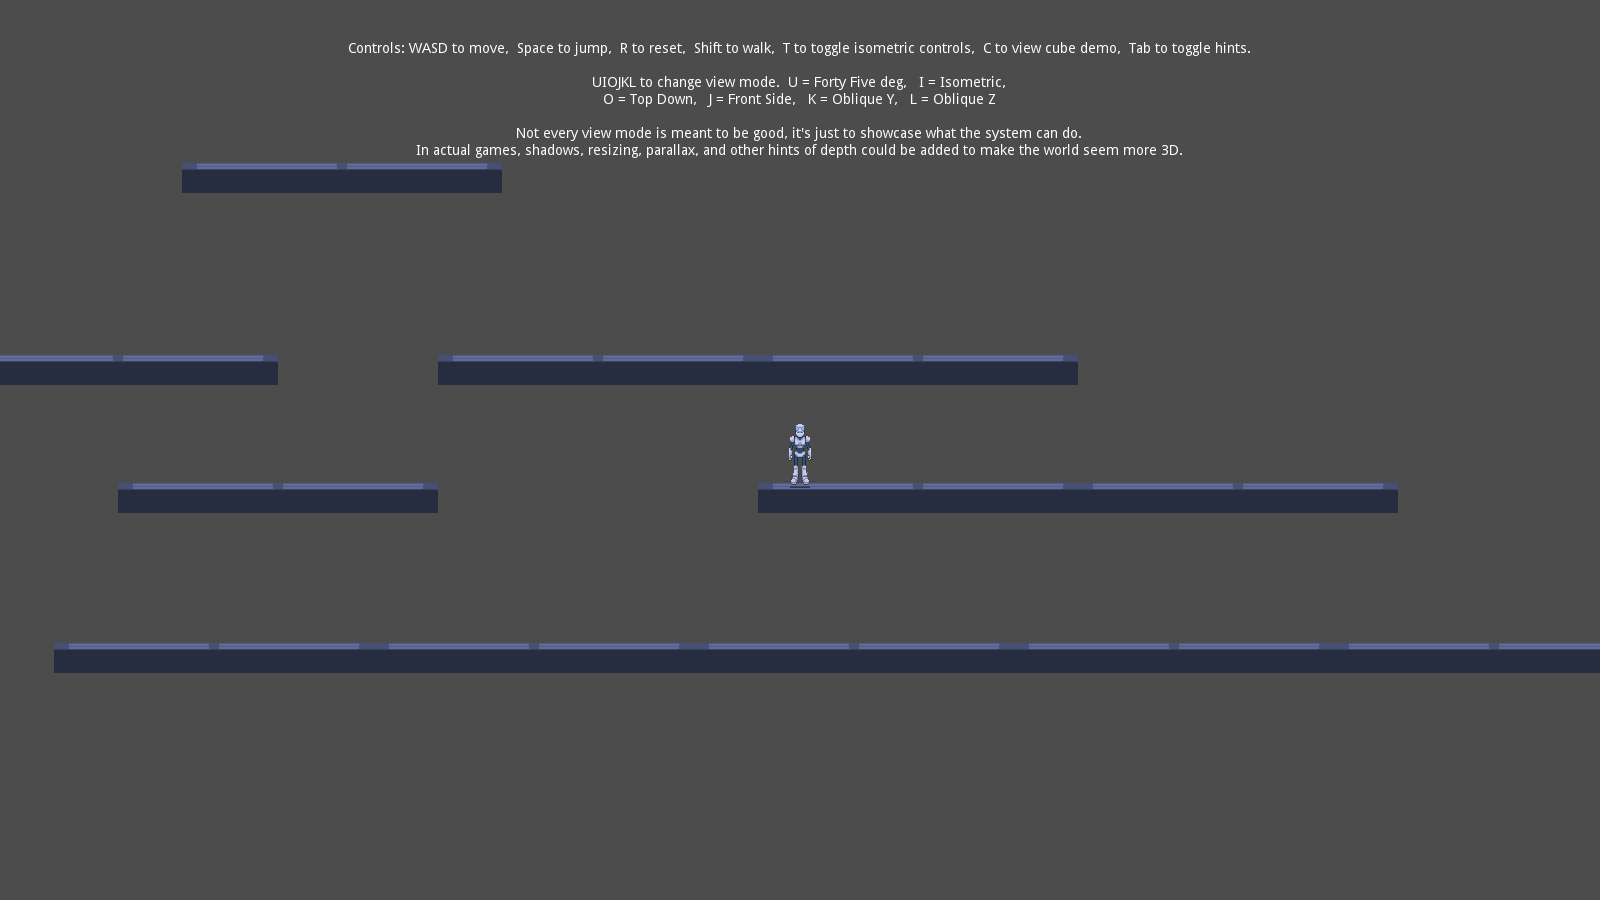 Controls: WASD to move,  Space to jump,  R to reset,  Shift to walk,  T to toggle isometric controls,  C to view cube demo,  Tab to toggle hints.
UIOJKL to change view mode.  U = Forty Five deg,   I = Isometric,
O = Top Down,   J = Front Side,   K = Oblique Y,   L = Oblique Z
Not every view mode is meant to be good, it's just to showcase what the system can do.
In actual games, shadows, resizing, parallax, and other hints of depth could be added to make the world seem more 3D.